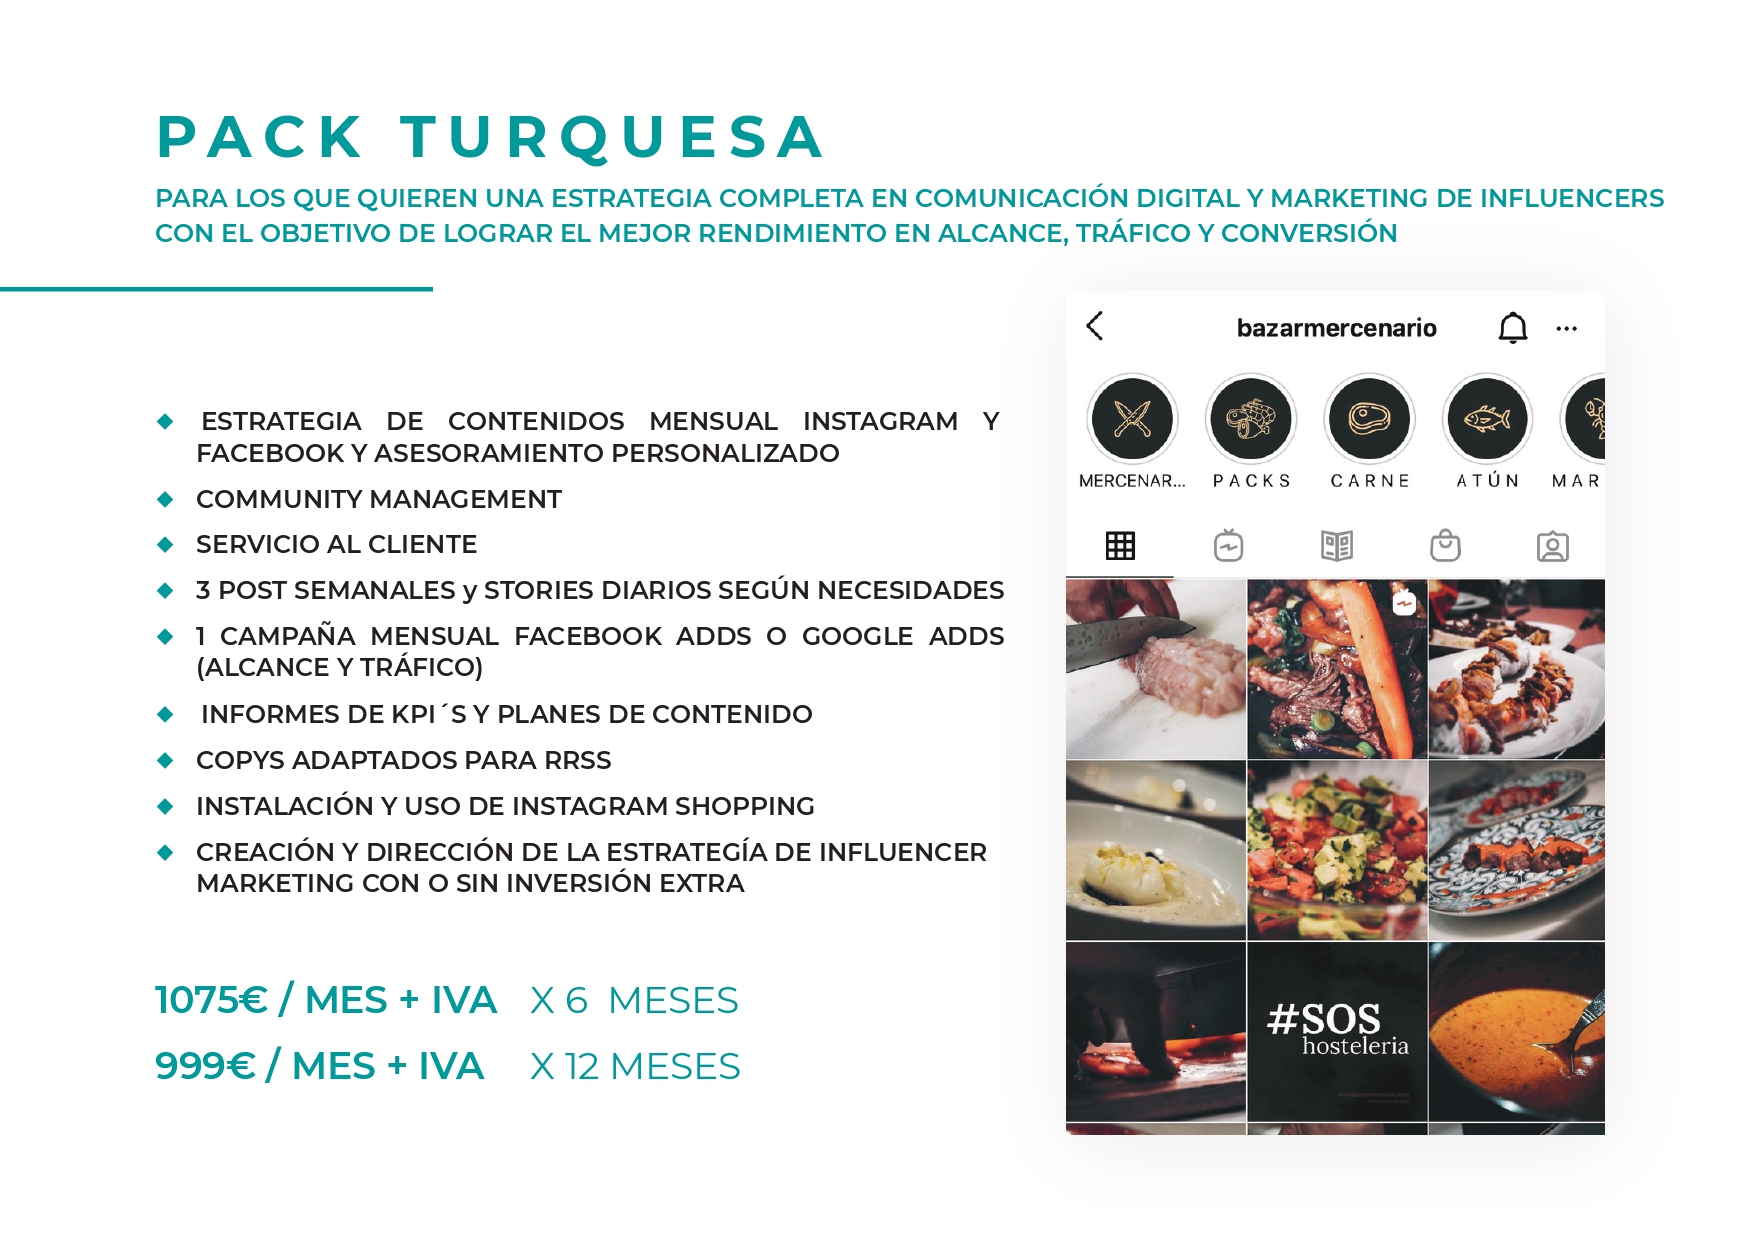 PACK TURQUESA
PARA LOS QUE QUIEREN UNA ESTRATEGIA COMPLETA EN COMUNICACIÓN DIGITAL Y MARKETING DE INFLUENCERS
CON EL OBJETIVO DE LOGRAR EL MEJOR RENDIMIENTO EN ALCANCE, TRÁFICO Y CONVERSIÓN
ESTRATEGIA DE CONTENIDOS MENSUAL INSTAGRAM Y
FACEBOOK Y ASESORAMIENTO PERSONALIZADO
COMMUNITY MANAGEMENT
SERVICIO AL CLIENTE
3 POST SEMANALES y STORIES DIARIOS SEGÚN NECESIDADES
1 CAMPAÑA MENSUAL FACEBOOK ADDS O GOOGLE ADDS
(ALCANCE Y TRÁFICO)
INFORMES DE KPI´S Y PLANES DE CONTENIDO
COPYS ADAPTADOS PARA RRSS
INSTALACIÓN Y USO DE INSTAGRAM SHOPPING
CREACIÓN Y DIRECCIÓN DE LA ESTRATEGÍA DE INFLUENCER
MARKETING CON O SIN INVERSIÓN EXTRA
1075€ / MES + IVA X 6 MESES
999€ / MES + IVA X 12 MESES
bazarmercenario
MERCENAR... PACKS CARNE ATÚN MAR
#SOS
hosteleria